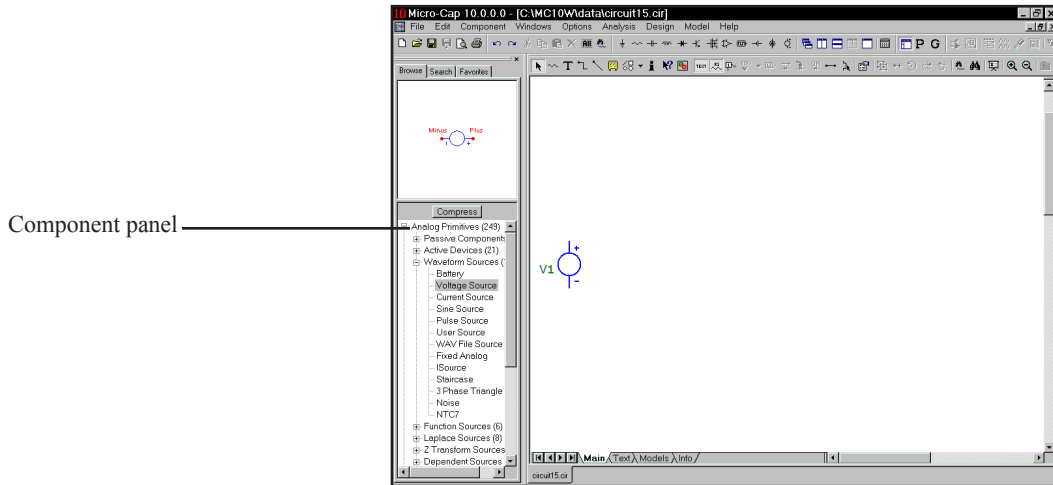 10 Micro-Cap 10.0.0.0 - [C:\MC10W\data\circuit15.cir]
File Edit Component Windows Options Analysis Design Model Help
P G
Browse Search Favorites
T
TEXT
Minus Plus
- +
Compress
Component panel
Analog Primitives (249)
Passive Components
Active Devices (21)
Waveform Sources (
Battery
Voltage Source
Current Source
Sine Source
Pulse Source
User Source
WAV File Source
Fixed Analog
ISource
Staircase
3 Phase Triangle
Noise
NTC7
Function Sources (6)
Laplace Sources (8)
Z Transform Sources
Dependent Sources
V1
+
-
Main Text Models Info
circuit15.cir